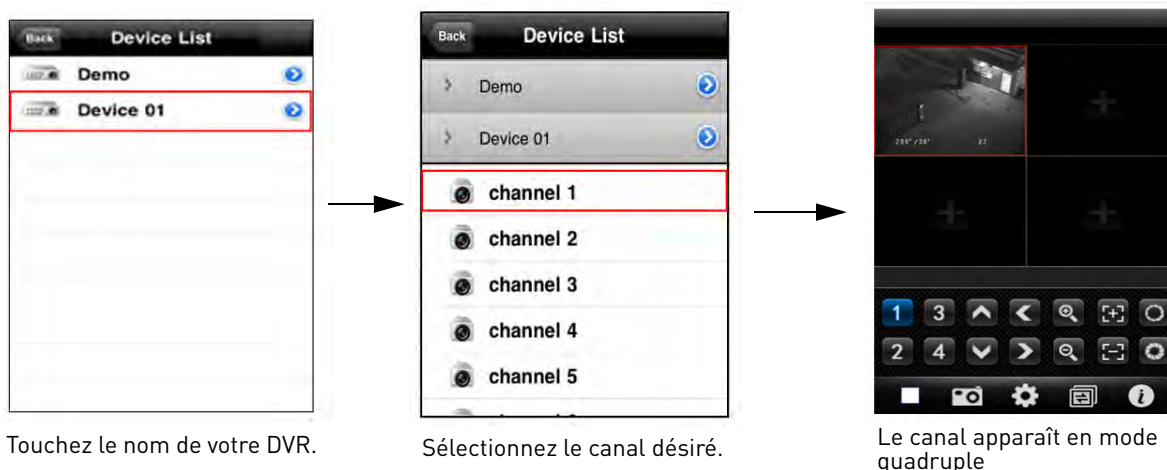 Back Device List
Demo
Device 01
Touchez le nom de votre DVR.
Back Device List
Demo
Device 01
channel 1
channel 2
channel 3
channel 4
channel 5
Sélectionnez le canal désiré.
X2
1 3
2 4
Le canal apparaît en mode
quadruple